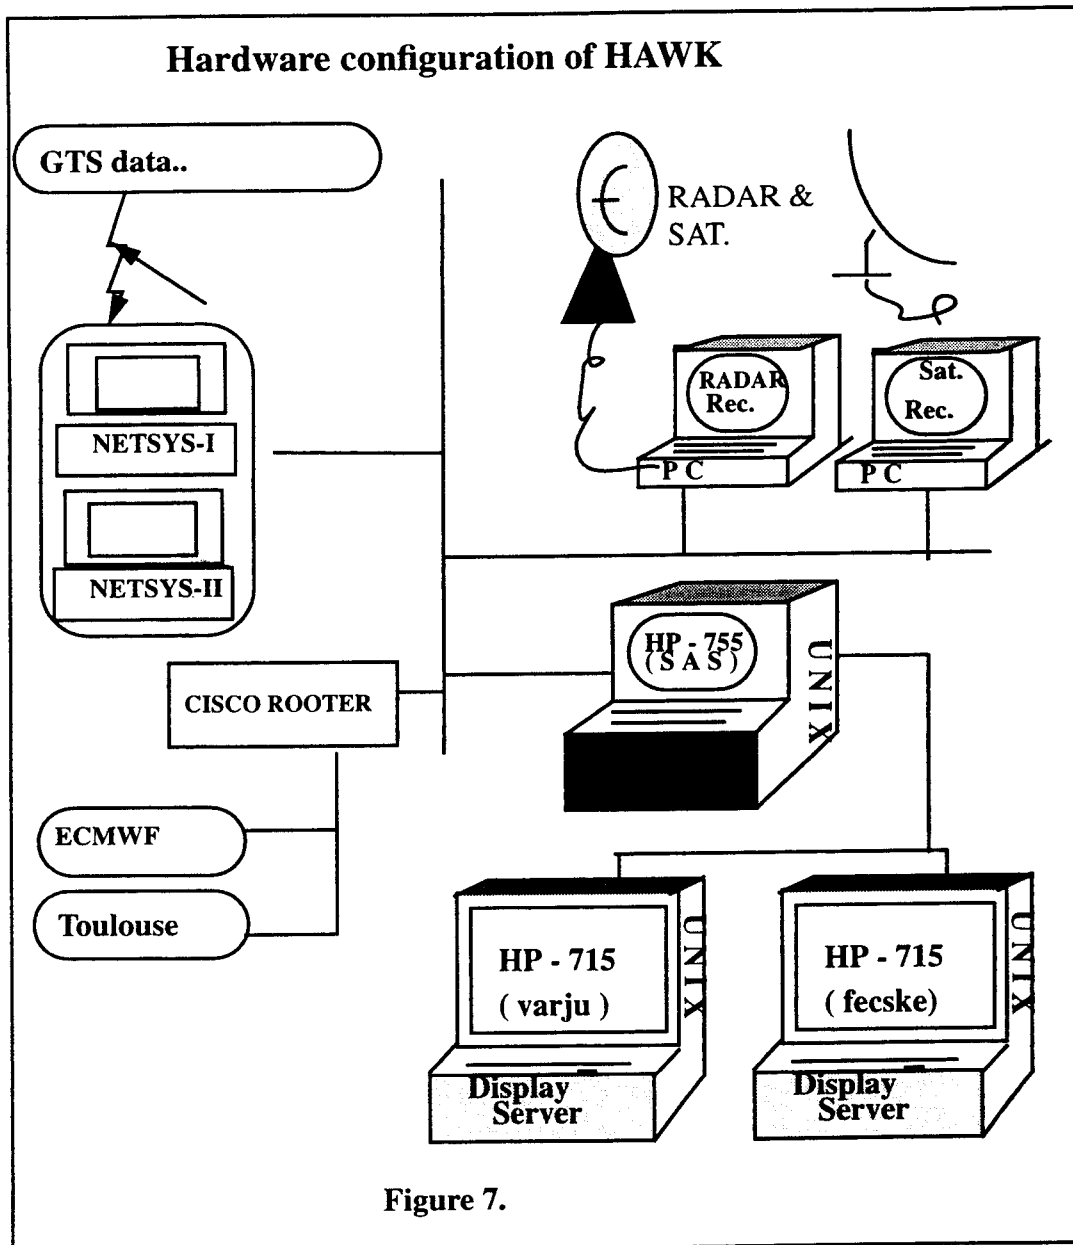 Hardware configuration of HAWK
GTS data..
RADAR &
SAT.
RADAR
Rec.
P C
Sat.
Rec.
P C
NETSYS-I
NETSYS-II
HP - 755
( S A S )
UNIX
CISCO ROOTER
ECMWF
Toulouse
HP - 715
( varju )
UNIX
Display
Server
HP - 715
( fecske)
UNIX
Display
Server
Figure 7.